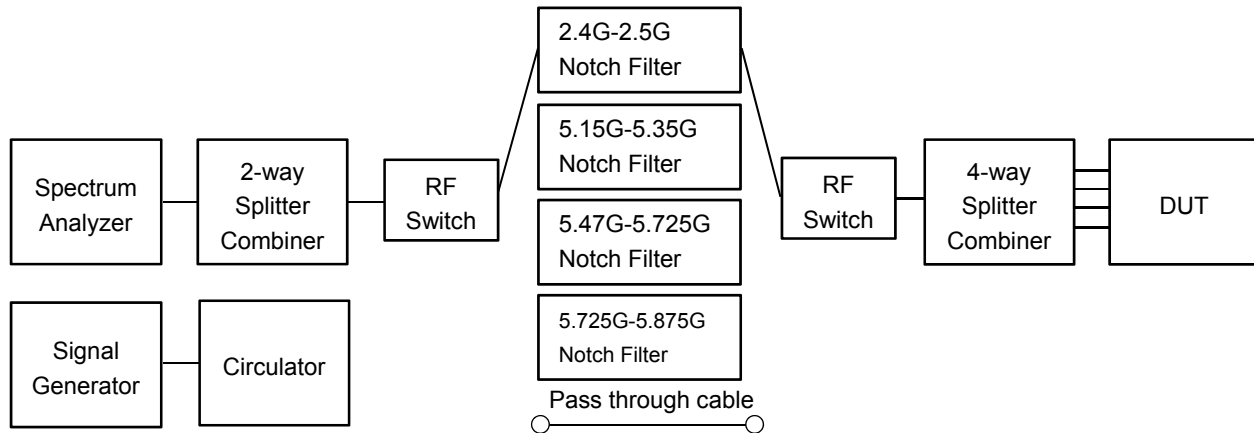 2.4G-2.5G
Notch Filter
5.15G-5.35G
Notch Filter
5.47G-5.725G
Notch Filter
5.725G-5.875G
Notch Filter
Pass through cable
Spectrum
Analyzer
2-way
Splitter
Combiner
RF
Switch
RF
Switch
4-way
Splitter
Combiner
DUT
Signal
Generator
Circulator